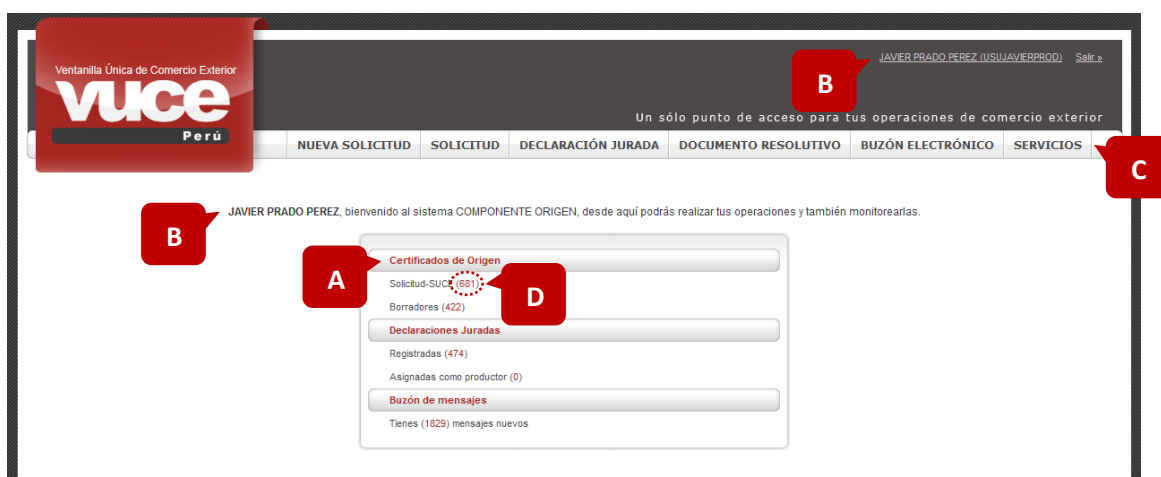 Ventanilla Única de Comercio Exterior
vuce
Perú
JAVIER PRADO PEREZ (USUJAVIERPROD) Salir »
B
Un sólo punto de acceso para tus operaciones de comercio exterior
NUEVA SOLICITUD SOLICITUD DECLARACIÓN JURADA DOCUMENTO RESOLUTIVO BUZÓN ELECTRÓNICO SERVICIOS
C
JAVIER PRADO PEREZ, bienvenido al sistema COMPONENTE ORIGEN, desde aquí podrás realizar tus operaciones y también monitorearlas.
B
Certificados de Origen
A
Solicitud-SUCE (681)
D
Borradores (422)
Declaraciones Juradas
Registradas (474)
Asignadas como productor (0)
Buzón de mensajes
Tienes (1829) mensajes nuevos